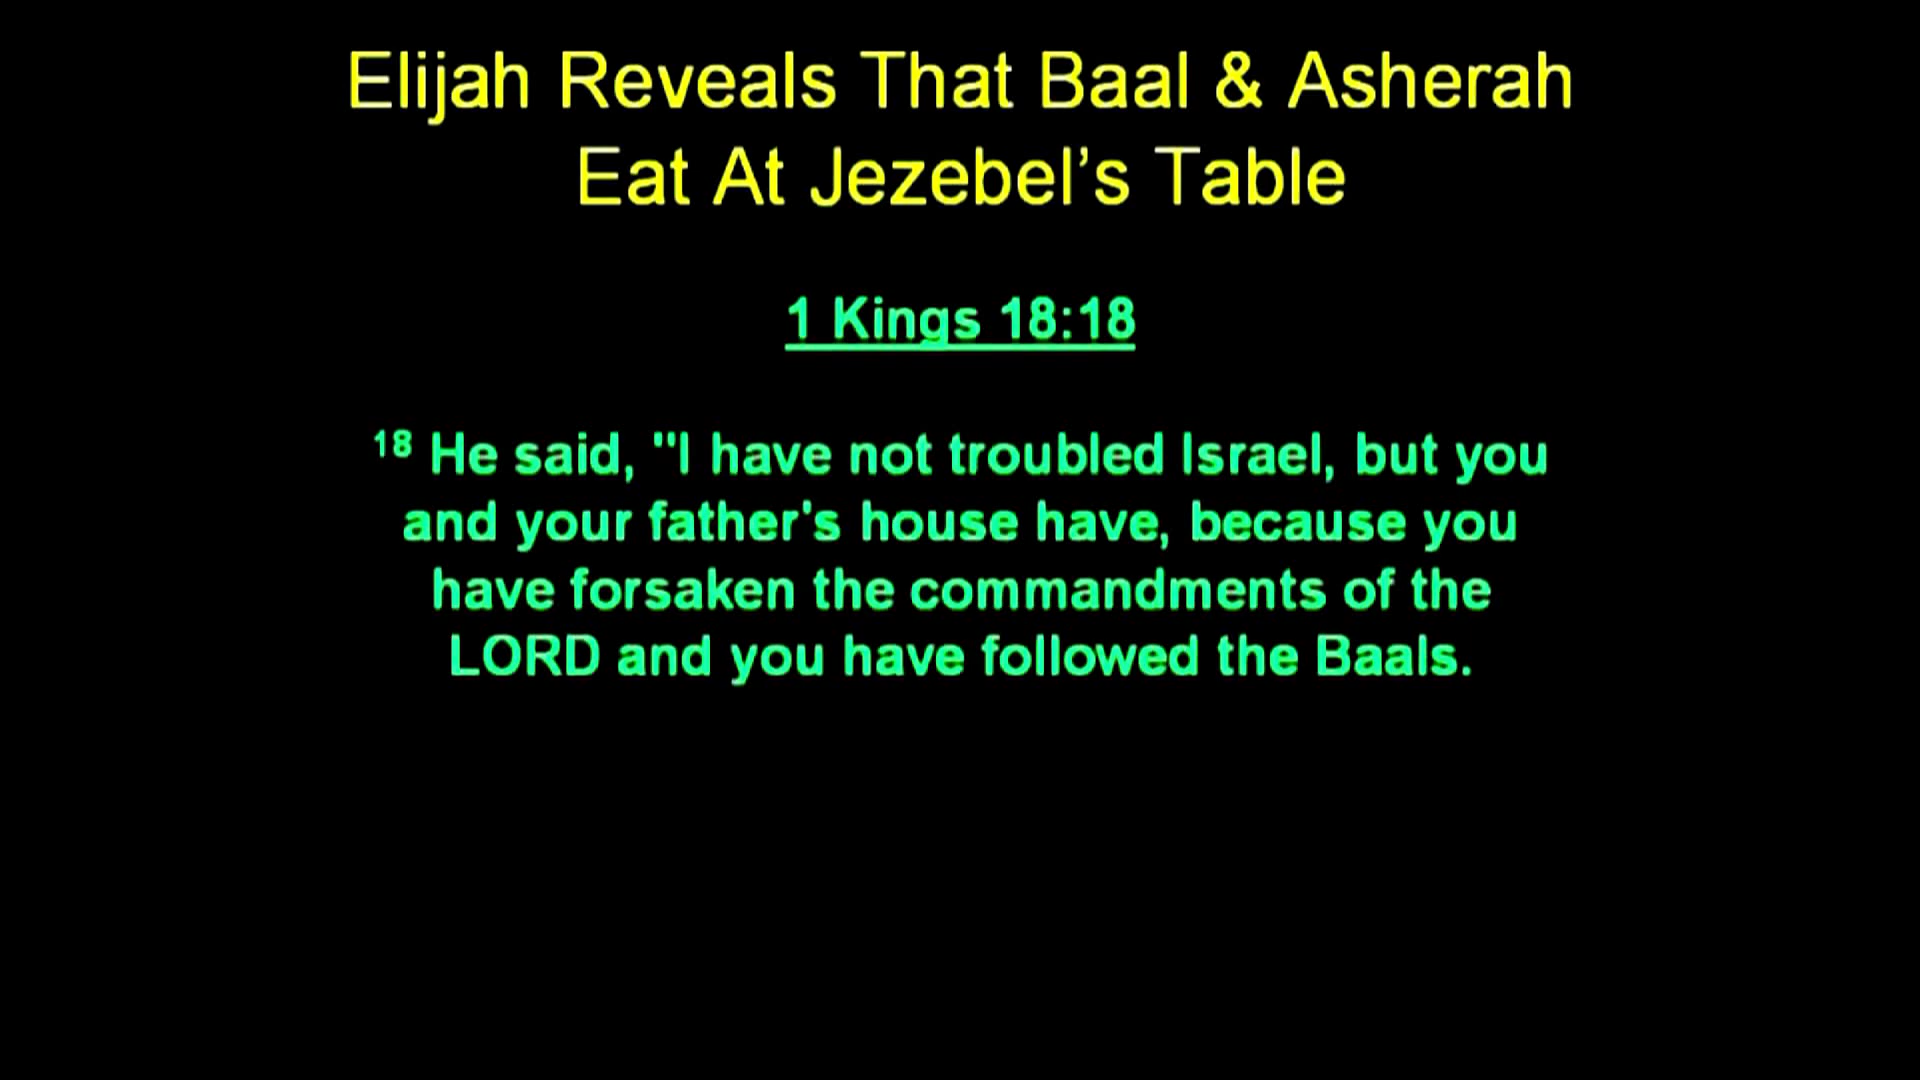 Elijah Reveals That Baal & Asherah
Eat At Jezebel’s Table
1 Kings 18:18
18 He said, "I have not troubled Israel, but you
and your father's house have, because you
have forsaken the commandments of the
LORD and you have followed the Baals.